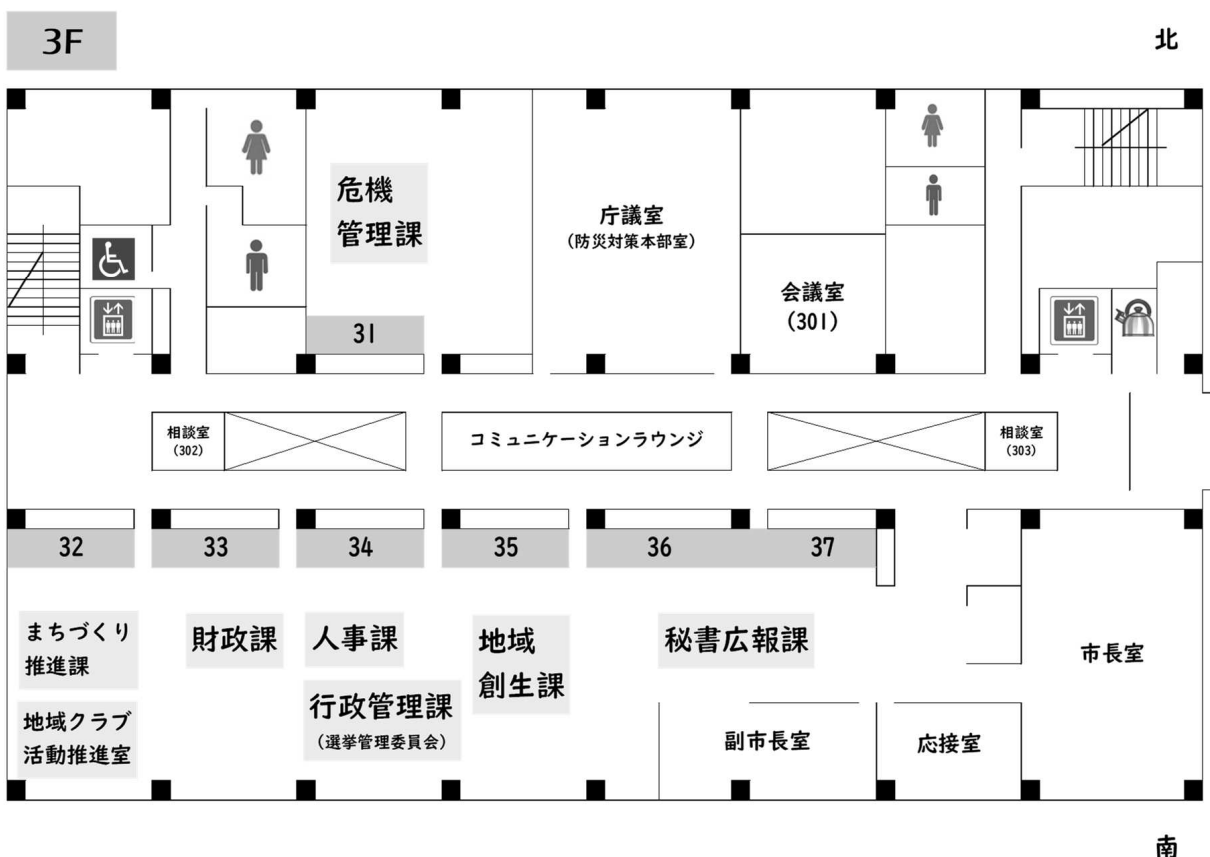 3F
北
危機
管理課
31
庁議室
(防災対策本部室)
会議室
(301)
相談室
(302)
コミュニケーションラウンジ
相談室
(303)
32
33
34
35
36
37
まちづくり
推進課
地域クラブ
活動推進室
財政課
人事課
行政管理課
(選挙管理委員会)
地域
創生課
秘書広報課
副市長室
応接室
市長室
南